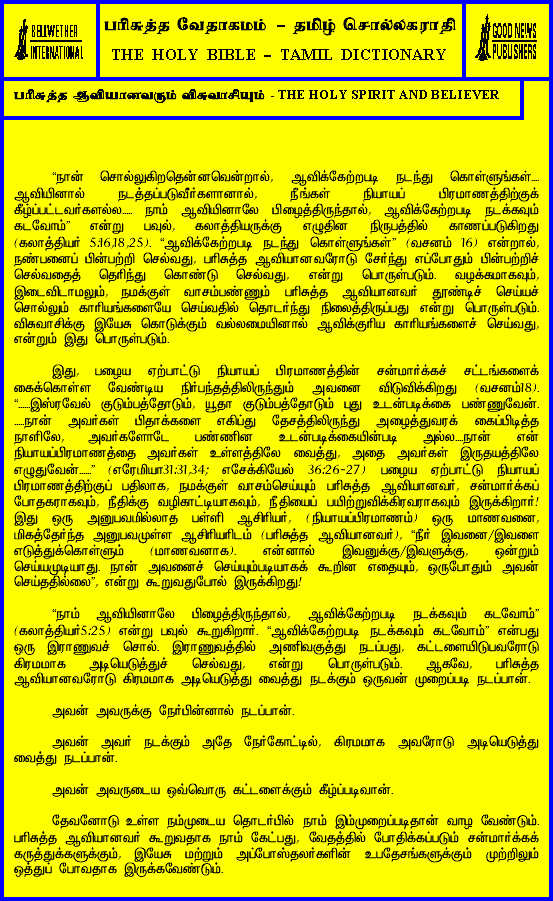 BELLWETHER
INTERNATIONAL
பரிசுத்த வேதாகமம் – தமிழ் சொல்லகராதி
THE HOLY BIBLE – TAMIL DICTIONARY
GOOD NEWS
PUBLISHERS
பரிசுத்த ஆவியானவரும் விசுவாசியும் - THE HOLY SPIRIT AND BELIEVER
“நான் சொல்லுகிறதென்னவென்றால், ஆவிக்கேற்றபடி நடந்து கொள்ளுங்கள்....
ஆவியினால் நடத்தப்படுவீர்களானால், நீங்கள் நியாயப் பிரமாணத்திற்குக்
கீழ்ப்பட்டவர்களல்ல..... நாம் ஆவியினாலே பிழைத்திருந்தால், ஆவிக்கேற்றபடி நடக்கவும்
கடவோம்” என்று பவுல், கலாத்தியருக்கு எழுதின நிருபத்தில் காணப்படுகிறது
(கலாத்தியர் 5:16,18,25). “ஆவிக்கேற்றபடி நடந்து கொள்ளுங்கள்” (வசனம் 16) என்றால்,
நண்பனைப் பின்பற்றி செல்வது, பரிசுத்த ஆவியானவரோடு சேர்ந்து எப்போதும் பின்பற்றிச்
செல்வதைத் தெரிந்து கொண்டு செல்வது, என்று பொருள்படும். வழக்கமாகவும்,
இடைவிடாமலும், நமக்குள் வாசம்பண்ணும் பரிசுத்த ஆவியானவர் தூண்டிச் செய்யச்
சொல்லும் காரியங்களையே செய்வதில் தொடர்ந்து நிலைத்திருப்பது என்று பொருள்படும்.
விசுவாசிக்கு இயேசு கொடுக்கும் வல்லமையினால் ஆவிக்குரிய காரியங்களைச் செய்வது,
என்றும் இது பொருள்படும்.
இது, பழைய ஏற்பாட்டு நியாயப் பிரமாணத்தின் சன்மார்க்கச் சட்டங்களைக்
கைக்கொள்ள வேண்டிய நிர்பந்தத்திலிருந்தும் அவனை விடுவிக்கிறது (வசனம்18).
“.....இஸ்ரவேல் குடும்பத்தோடும், யூதா குடும்பத்தோடும் புது உடன்படிக்கை பண்ணுவேன்.
....நான் அவர்கள் பிதாக்களை எகிப்து தேசத்திலிருந்து அழைத்துவரக் கைப்பிடித்த
நாளிலே, அவர்களோடே பண்ணின உடன்படிக்கையின்படி அல்ல....நான் என்
நியாயப்பிரமாணத்தை அவர்கள் உள்ளத்திலே வைத்து, அதை அவர்கள் இருதயத்திலே
எழுதுவேன்.....” (எரேமியா31:31,34; எசேக்கியேல் 36:26-27) பழைய ஏற்பாட்டு நியாயப்
பிரமாணத்திற்குப் பதிலாக, நமக்குள் வாசம்செய்யும் பரிசுத்த ஆவியானவர், சன்மார்க்கப்
போதகராகவும், நீதிக்கு வழிகாட்டியாகவும், நீதியைப் பயிற்றுவிக்கிரவராகவும் இருக்கிறார்!
இது ஒரு அனுபவமில்லாத பள்ளி ஆசிரியர், (நியாயப்பிரமாணம்) ஒரு மாணவனை,
மிகத்தேர்ந்த அனுபவமுள்ள ஆசிரியரிடம் (பரிசுத்த ஆவியானவர்), “நீர் இவனை/இவளை
எடுத்துக்கொள்ளும் (மாணவனாக). என்னால் இவனுக்கு/இவளுக்கு, ஒன்றும்
செய்யமுடியாது. நான் அவனைச் செய்யும்படியாகக் கூறின எதையும், ஒருபோதும் அவன்
செய்ததில்லை”, என்று கூறுவதுபோல் இருக்கிறது!
“நாம் ஆவியினாலே பிழைத்திருந்தால், ஆவிக்கேற்றபடி நடக்கவும் கடவோம்”
(கலாத்தியர்5:25) என்று பவுல் கூறுகிறார். “ஆவிக்கேற்றபடி நடக்கவும் கடவோம்” என்பது
ஒரு இராணுவச் சொல். இராணுவத்தில் அணிவகுத்து நடப்பது, கட்டளையிடுபவரோடு
கிரமமாக அடியெடுத்துச் செல்வது, என்று பொருள்படும். ஆகவே, பரிசுத்த
ஆவியானவரோடு கிரமமாக அடியெடுத்து வைத்து நடக்கும் ஒருவன் முறைப்படி நடப்பான்.
அவன் அவருக்கு நேர்பின்னால் நடப்பான்.
அவன் அவர் நடக்கும் அதே நேர்கோட்டில், கிரமமாக அவரோடு அடியெடுத்து
வைத்து நடப்பான்.
அவன் அவருடைய ஒவ்வொரு கட்டளைக்கும் கீழ்ப்படிவான்.
தேவனோடு உள்ள நம்முடைய தொடர்பில் நாம் இம்முறைப்படிதான் வாழ வேண்டும்.
பரிசுத்த ஆவியானவர் கூறுவதாக நாம் கேட்பது, வேதத்தில் போதிக்கப்படும் சன்மார்க்கக்
கருத்துக்களுக்கும், இயேசு மற்றும் அப்போஸ்தலர்களின் உபதேசங்களுக்கும் முற்றிலும்
ஒத்துப் போவதாக இருக்கவேண்டும்.